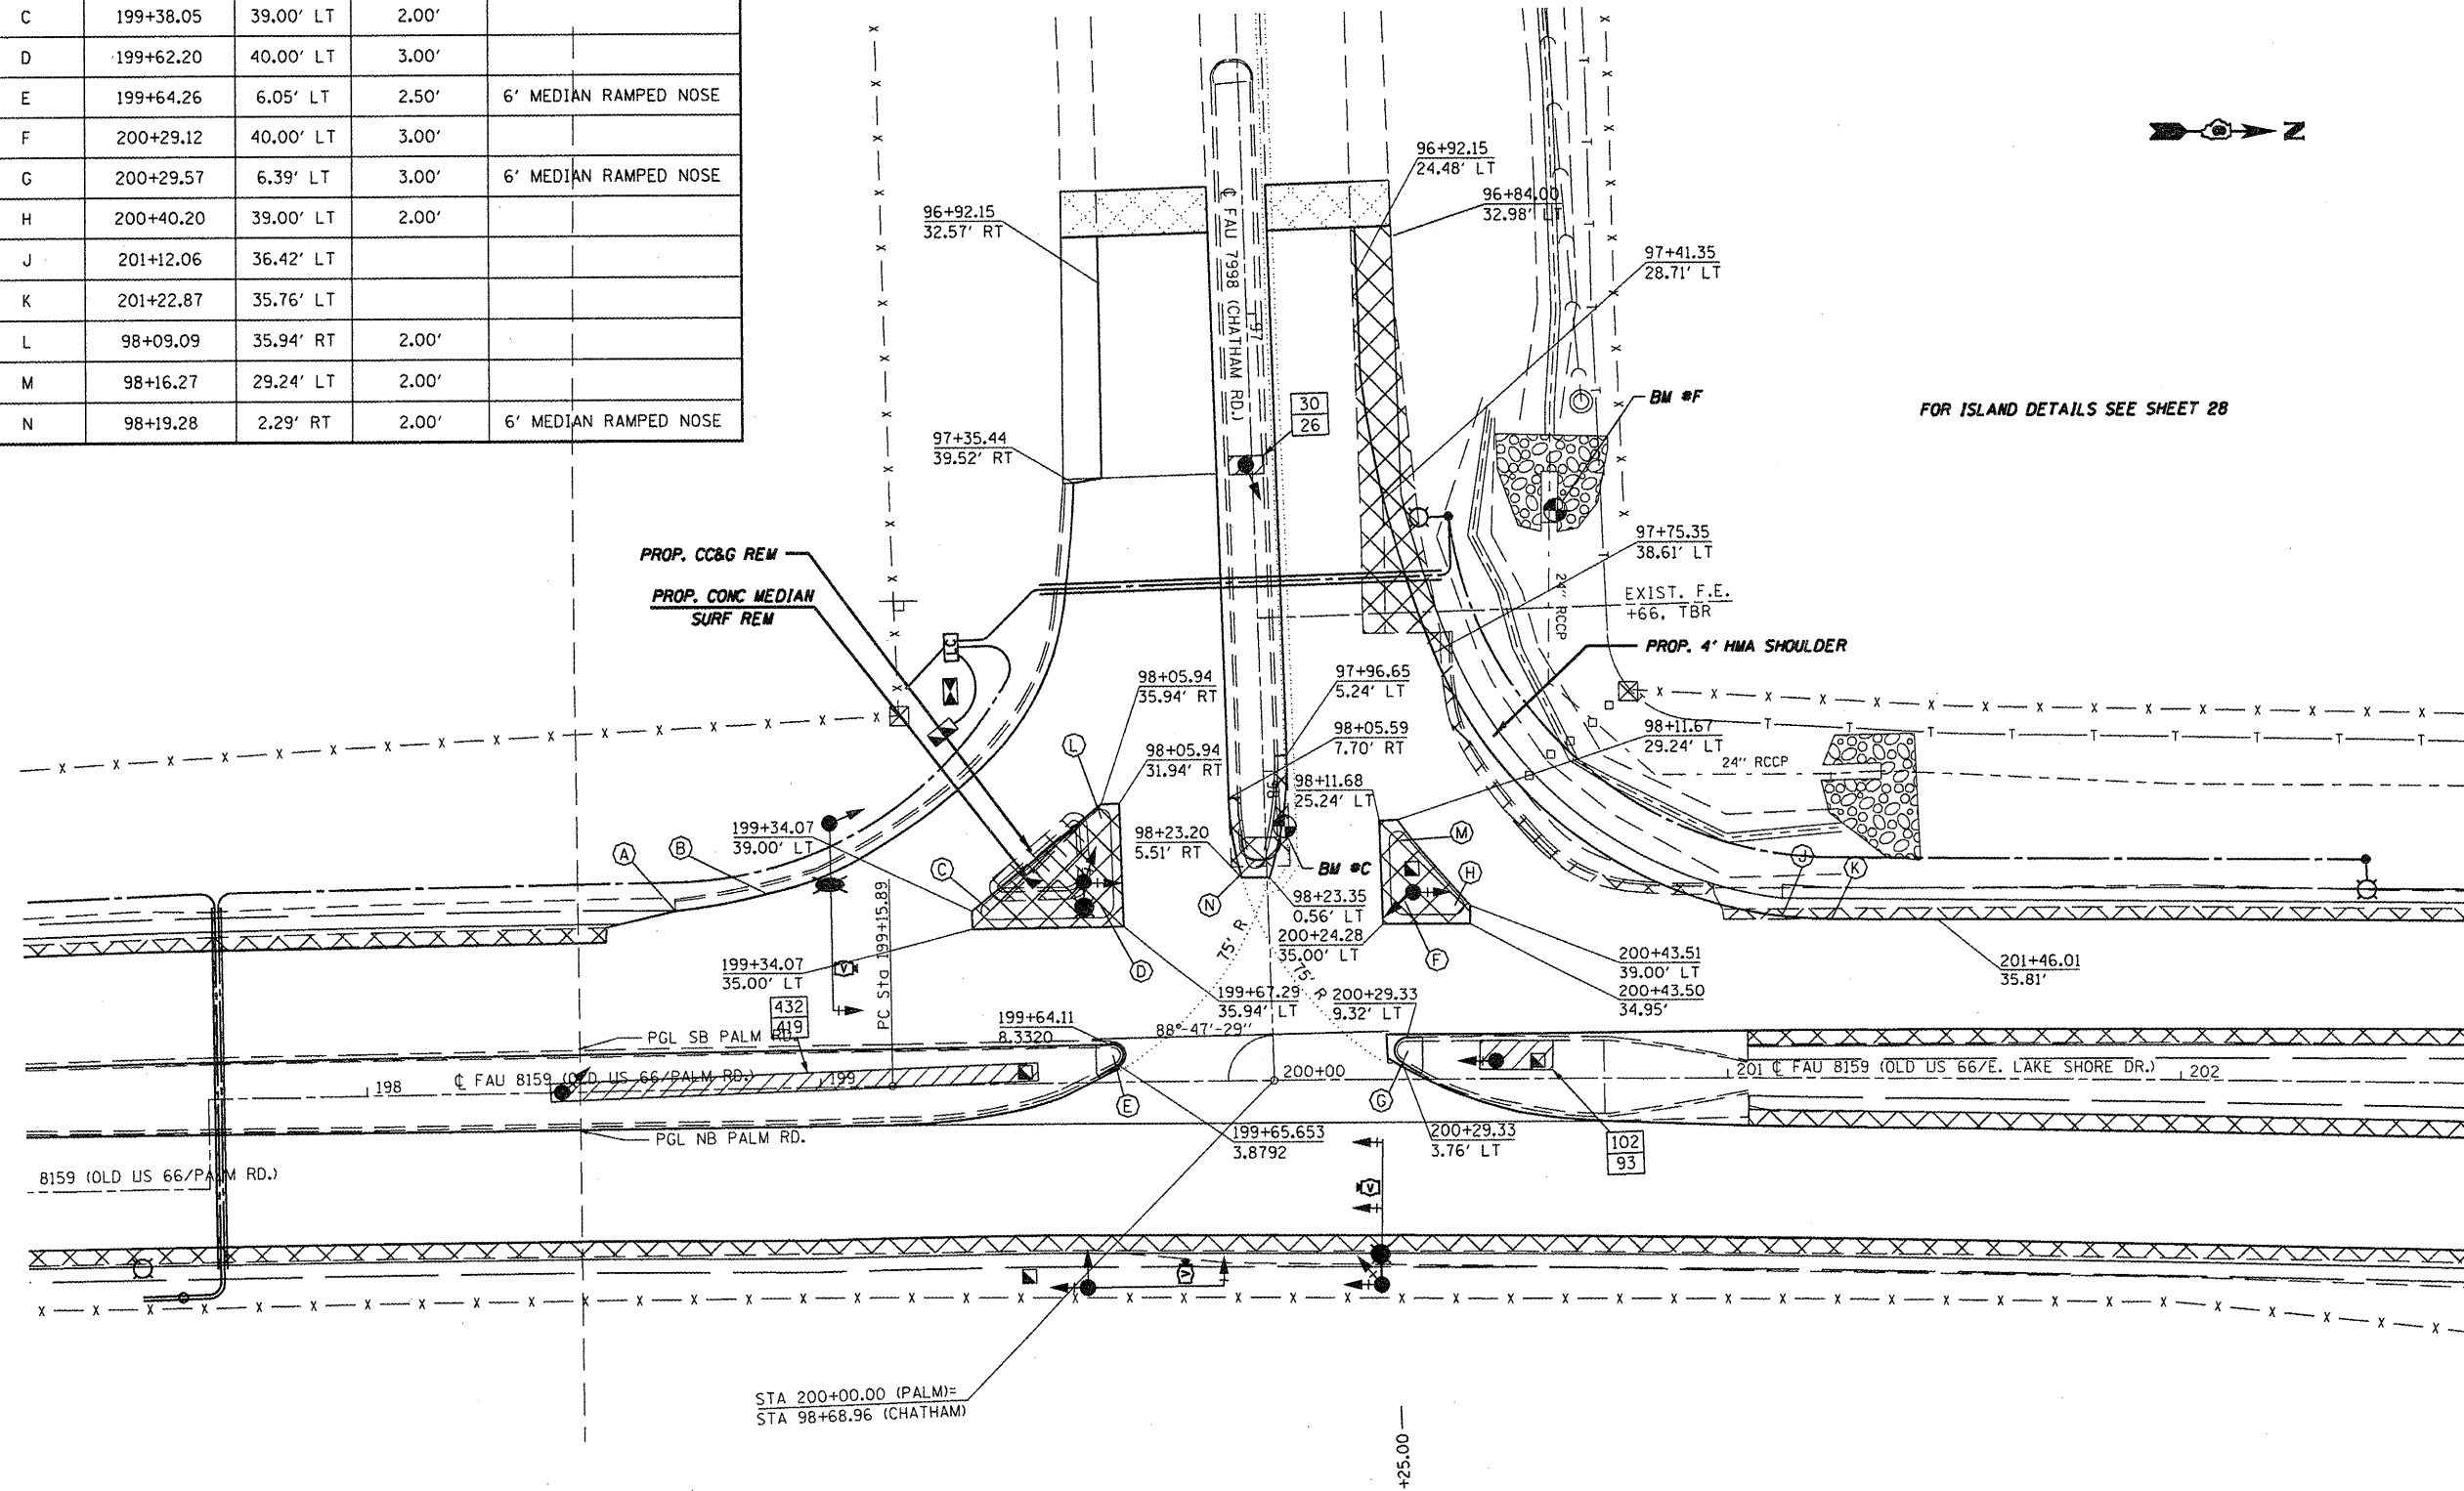 C 199+38.05 39.00' LT 2.00'
D 199+62.20 40.00' LT 3.00'
E 199+64.26 6.05' LT 2.50' 6' MEDIAN RAMPED NOSE
F 200+29.12 40.00' LT 3.00'
G 200+29.57 6.39' LT 3.00' 6' MEDIAN RAMPED NOSE
H 200+40.20 39.00' LT 2.00'
J 201+12.06 36.42' LT
K 201+22.87 35.76' LT
L 98+09.09 35.94' RT 2.00'
M 98+16.27 29.24' LT 2.00'
N 98+19.28 2.29' RT 2.00' 6' MEDIAN RAMPED NOSE
N
FOR ISLAND DETAILS SEE SHEET 28
96+92.15
24.48' LT
96+84.00
32.98' LT
96+92.15
32.57' RT
97+41.35
28.71' LT
℄ FAU 7998 (CHATHAM RD.)
97
30
26
BM #F
97+35.44
39.52' RT
97+75.35
38.61' LT
24" RCCP
EXIST. F.E.
+66, TBR
PROP. CC&G REM
PROP. CONC MEDIAN
SURF REM
PROP. 4' HMA SHOULDER
98+05.94
35.94' RT
97+96.65
5.24' LT
98+05.59
7.70' RT
98+11.67
29.24' LT
98+05.94
31.94' RT
98+11.68
25.24' LT
24" RCCP
98
199+34.07
39.00' LT
98+23.20
5.51' RT
L
M
A
B
C
BM #C
H
J
K
N
98+23.35
0.56' LT
200+24.28
35.00' LT
PC Sta 199+15.89
75' R
75' R
199+34.07
35.00' LT
D
F
200+43.51
39.00' LT
200+43.50
34.95'
201+46.01
35.81'
199+67.29
35.94' LT
200+29.33
9.32' LT
432
419
199+64.11
8.3320
88°-47'-29"
PGL SB PALM RD.
198
℄ FAU 8159 (OLD US 66/PALM RD.)
199
200+00
201
℄ FAU 8159 (OLD US 66/E. LAKE SHORE DR.)
202
E
G
PGL NB PALM RD.
199+65.653
3.8792
200+29.33
3.76' LT
102
93
8159 (OLD US 66/PALM RD.)
STA 200+00.00 (PALM)=
STA 98+68.96 (CHATHAM)
+25.00